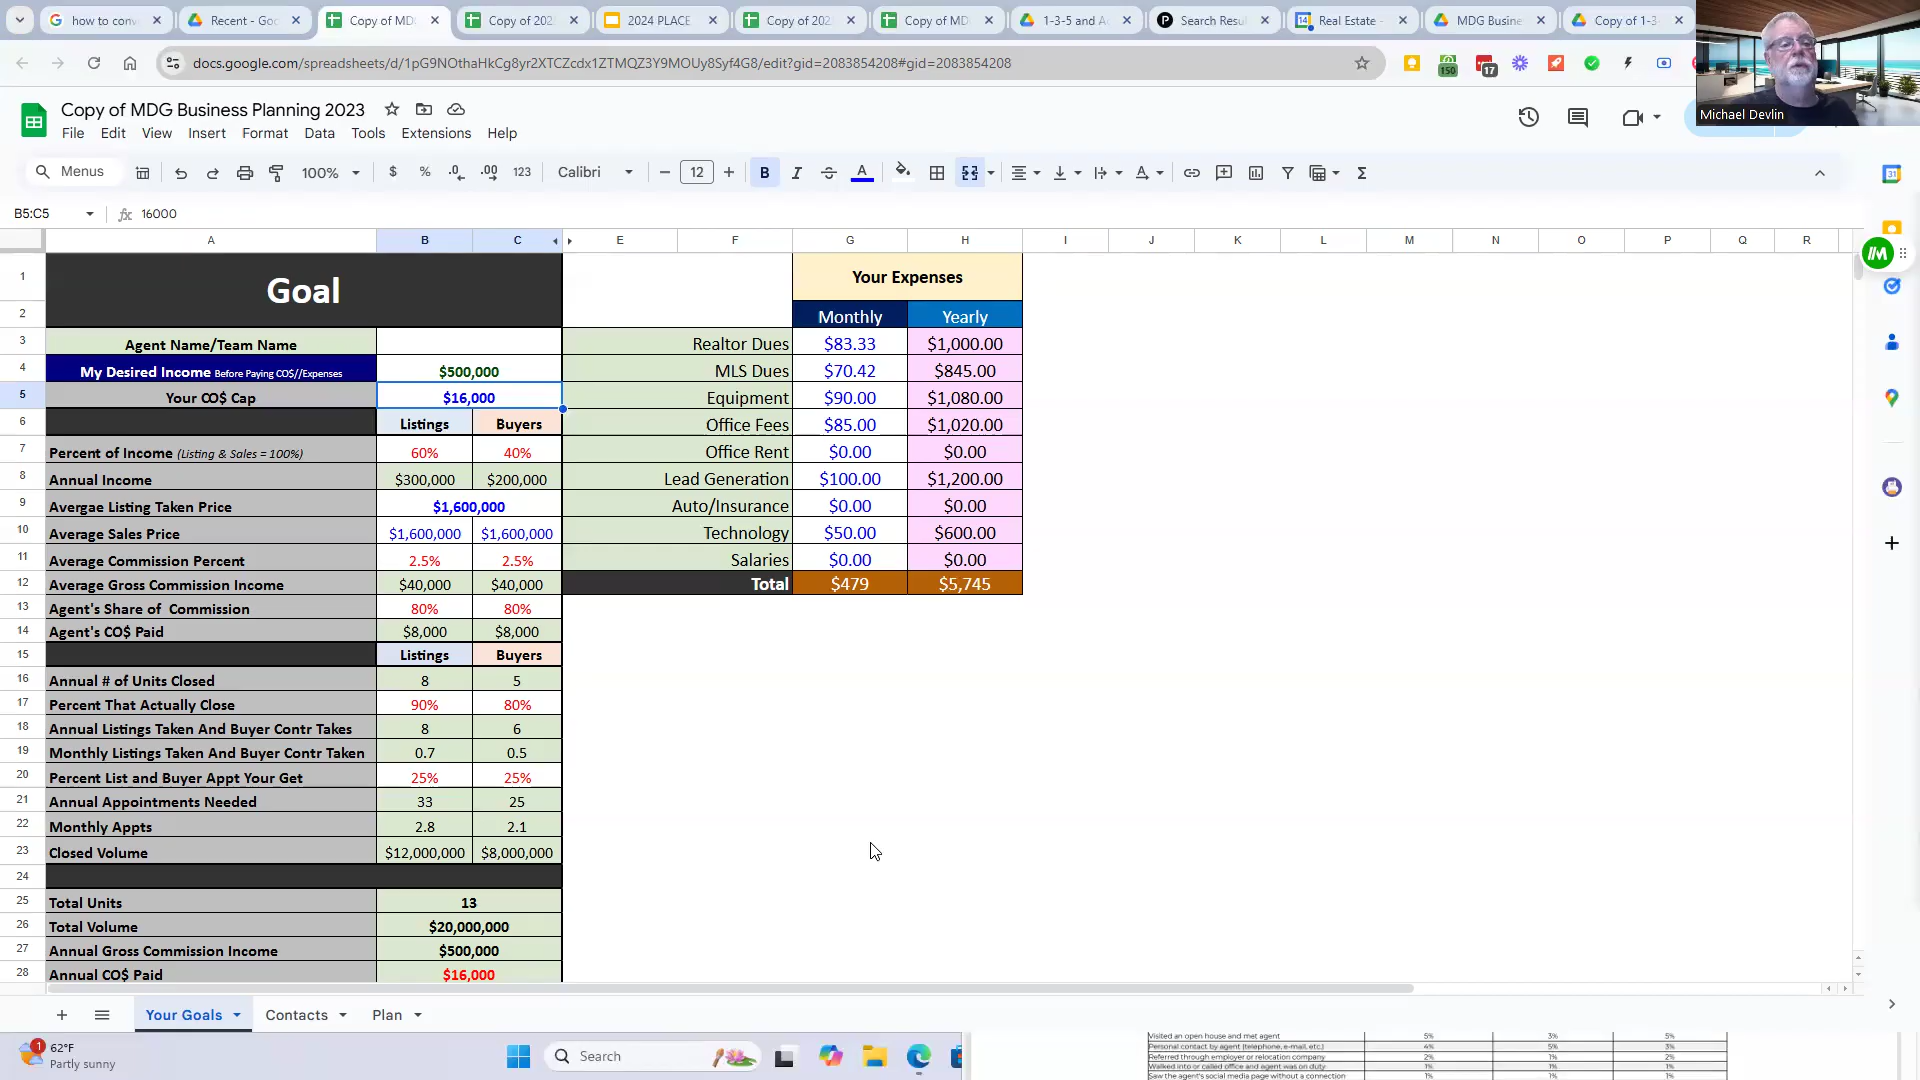 how to conv
Recent - Goo
Copy of MD
Copy of 202
2024 PLACE
Copy of 202
Copy of MD
1-3-5 and A
Search Resu
Real Estate -
MDG Busine
Copy of 1-3-
docs.google.com/spreadsheets/d/1pG9NOthaHkCg8yr2XTCZcdx1ZTMQZ3Y9MOUy8Syf4G8/edit?gid=2083854208#gid=2083854208
150
17
Michael Devlin
Copy of MDG Business Planning 2023
File Edit View Insert Format Data Tools Extensions Help
Menus 100% $ % .0 .00 123 Calibri 12 B I A
B5:C5 fx 16000
A B C E F G H I J K L M N O P Q R
1 Goal Your Expenses
2 Monthly Yearly
3 Agent Name/Team Name Realtor Dues $83.33 $1,000.00
4 My Desired Income Before Paying CO$//Expenses $500,000 MLS Dues $70.42 $845.00
5 Your CO$ Cap $16,000 Equipment $90.00 $1,080.00
6 Listings Buyers Office Fees $85.00 $1,020.00
7 Percent of Income (Listing & Sales = 100%) 60% 40% Office Rent $0.00 $0.00
8 Annual Income $300,000 $200,000 Lead Generation $100.00 $1,200.00
9 Avergae Listing Taken Price $1,600,000 Auto/Insurance $0.00 $0.00
10 Average Sales Price $1,600,000 $1,600,000 Technology $50.00 $600.00
11 Average Commission Percent 2.5% 2.5% Salaries $0.00 $0.00
12 Average Gross Commission Income $40,000 $40,000 Total $479 $5,745
13 Agent's Share of Commission 80% 80%
14 Agent's CO$ Paid $8,000 $8,000
15 Listings Buyers
16 Annual # of Units Closed 8 5
17 Percent That Actually Close 90% 80%
18 Annual Listings Taken And Buyer Contr Takes 8 6
19 Monthly Listings Taken And Buyer Contr Taken 0.7 0.5
20 Percent List and Buyer Appt Your Get 25% 25%
21 Annual Appointments Needed 33 25
22 Monthly Appts 2.8 2.1
23 Closed Volume $12,000,000 $8,000,000
24
25 Total Units 13
26 Total Volume $20,000,000
27 Annual Gross Commission Income $500,000
28 Annual CO$ Paid $16,000
Your Goals Contacts Plan
1 62°F
Partly sunny
Search
Visited an open house and met agent 5% 3% 5%
Personal contact by agent (telephone, e-mail, etc.) 4% 5% 3%
Referred through employer or relocation company 2% 1% 2%
Walked into or called office and agent was on duty 1% 1% 1%
Saw the agent's social media page without a connection 1% 1% 1%